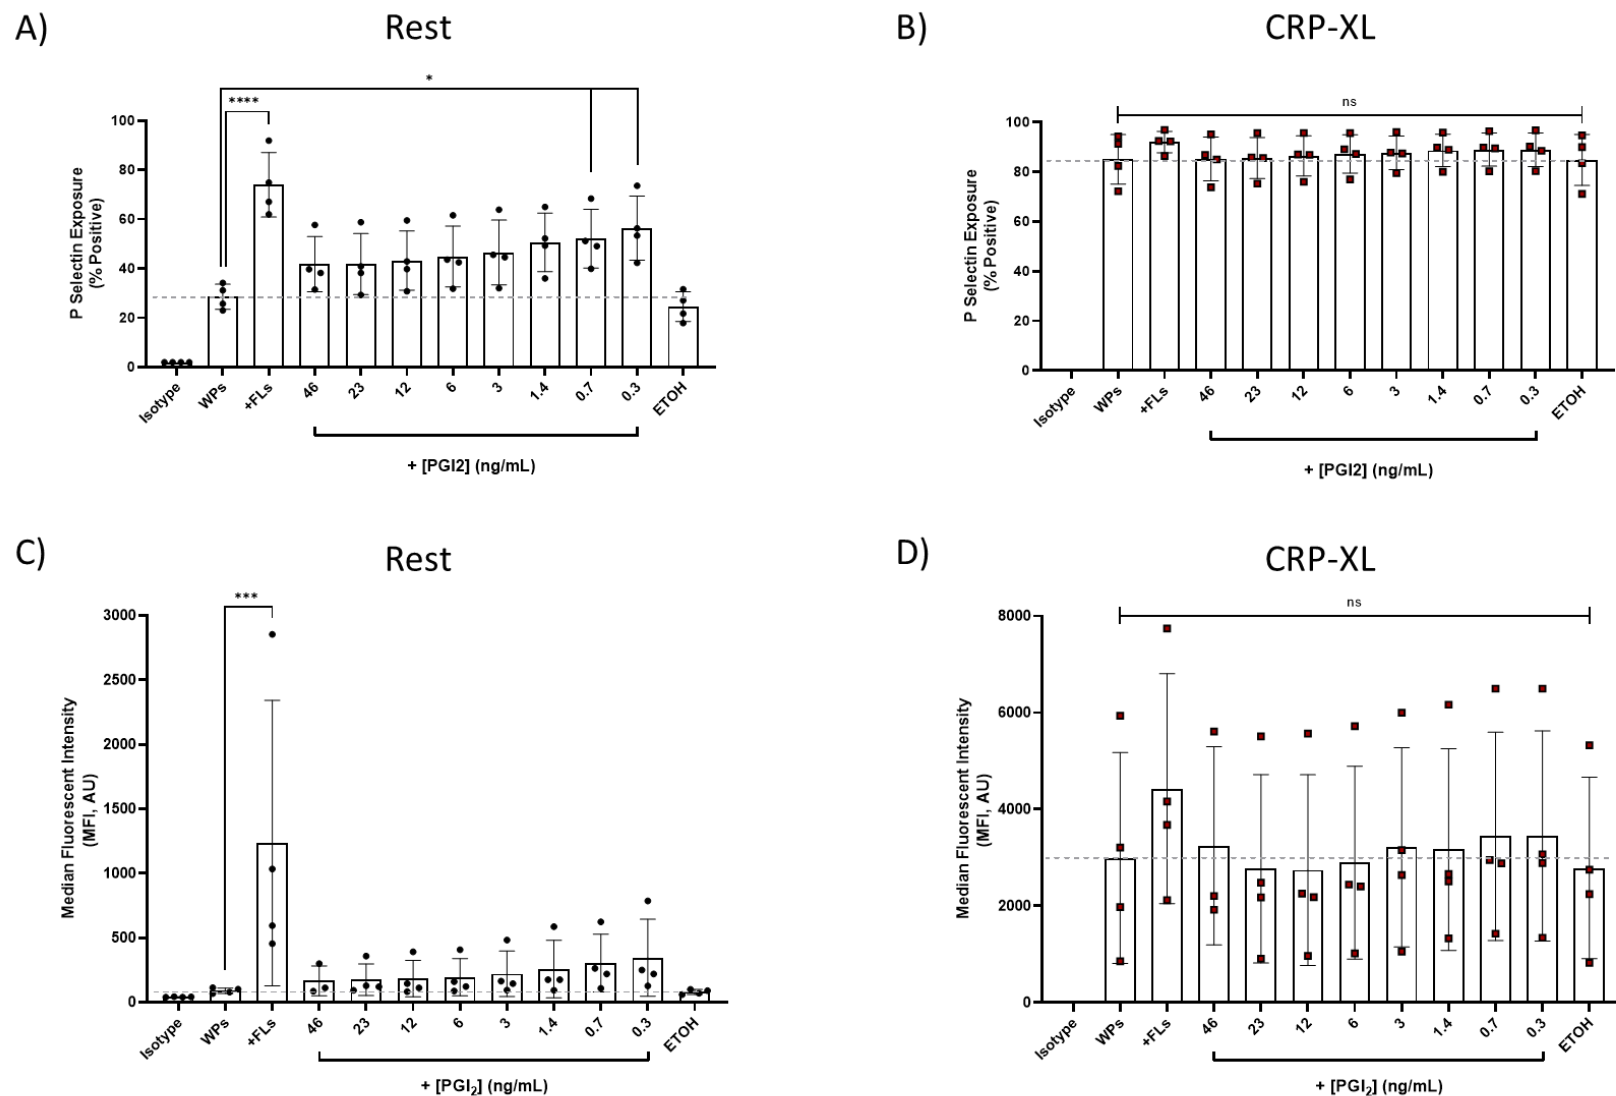 A)
Rest
*
****
P Selectin Exposure
(% Positive)
100
80
60
40
20
0
Isotype
WPs
+FLs
46
23
12
6
3
1.4
0.7
0.3
ETOH
+ [PGI2] (ng/mL)
B)
CRP-XL
ns
P Selectin Exposure
(% Positive)
100
80
60
40
20
0
Isotype
WPs
+FLs
46
23
12
6
3
1.4
0.7
0.3
ETOH
+ [PGI2] (ng/mL)
C)
Rest
***
Median Fluorescent Intensity
(MFI, AU)
3000
2500
2000
1500
1000
500
0
Isotype
WPs
+FLs
46
23
12
6
3
1.4
0.7
0.3
ETOH
+ [PGI₂] (ng/mL)
D)
CRP-XL
ns
Median Fluorescent Intensity
(MFI, AU)
8000
6000
4000
2000
0
Isotype
WPs
+FLs
46
23
12
6
3
1.4
0.7
0.3
ETOH
+ [PGI₂] (ng/mL)